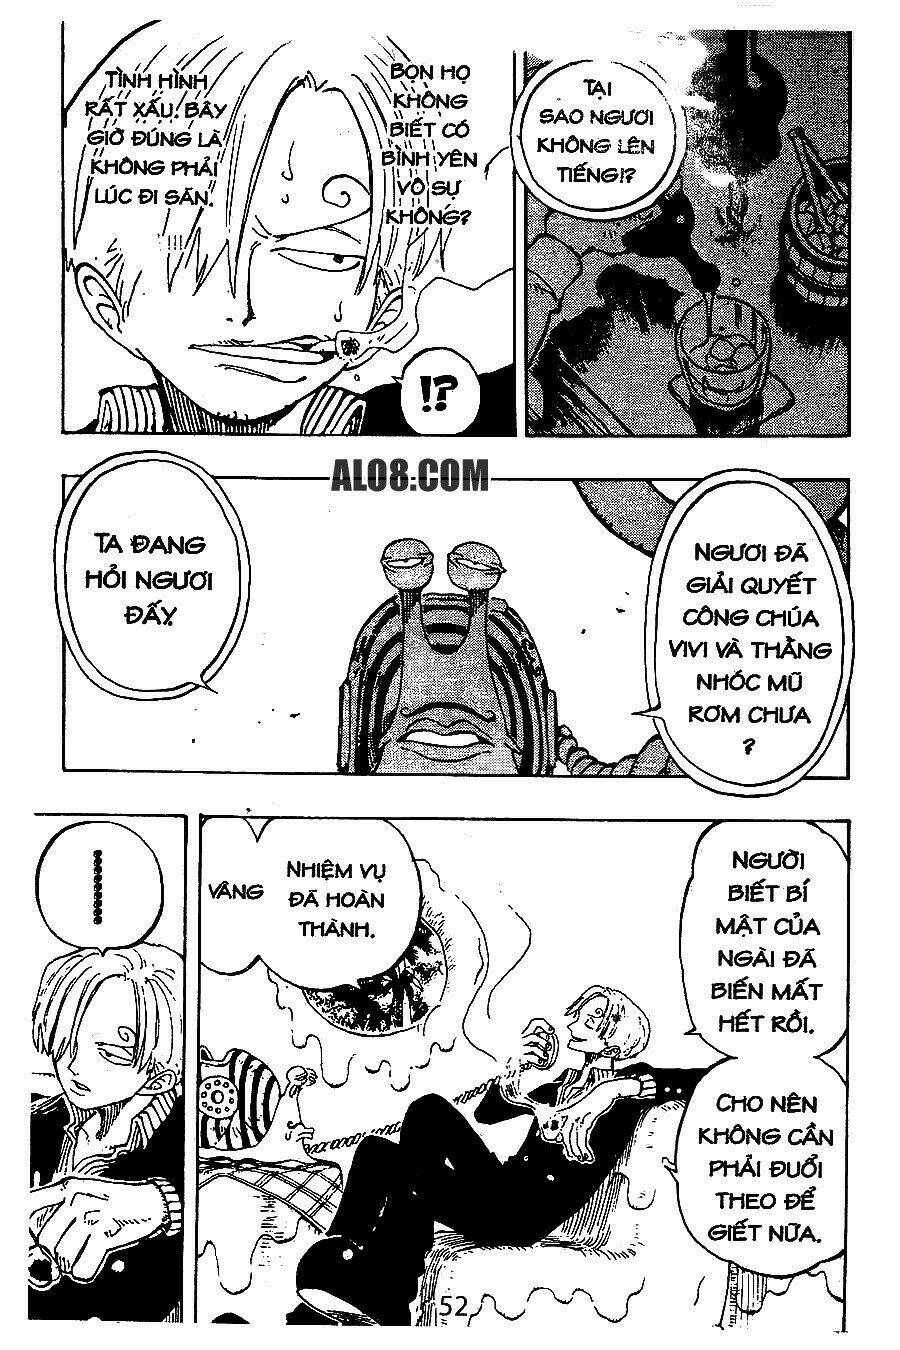 TẠI
SAO NGƯƠI
KHÔNG LÊN
TIẾNG!?
BỌN HỌ
KHÔNG
BIẾT CÓ
BÌNH YÊN
VÔ SỰ
KHÔNG?
TÌNH HÌNH
RẤT XẤU. BÂY
GIỜ ĐÚNG LÀ
KHÔNG PHẢI
LÚC ĐI SĂN.
!!!
!?
ALO8.COM
NGƯƠI ĐÃ
GIẢI QUYẾT
CÔNG CHÚA
VIVI VÀ THẰNG
NHÓC MŨ
RƠM CHƯA
?
TA ĐANG
HỎI NGƯƠI
ĐẤY.
NGƯỜI
BIẾT BÍ
MẬT CỦA
NGÀI ĐÃ
BIẾN MẤT
HẾT RỒI.
CHO NÊN
KHÔNG CẦN
PHẢI ĐUỔI
THEO ĐỂ
GIẾT NỮA.
NHIỆM VỤ
ĐÃ HOÀN
THÀNH.
VÂNG
..........
52